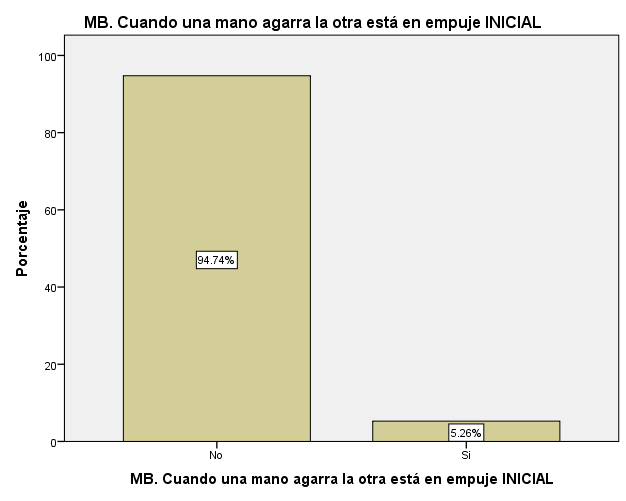 MB. Cuando una mano agarra la otra está en empuje INICIAL
100
80
60
40
20
0
Porcentaje
94.74%
5.26%
No
Si
MB. Cuando una mano agarra la otra está en empuje INICIAL